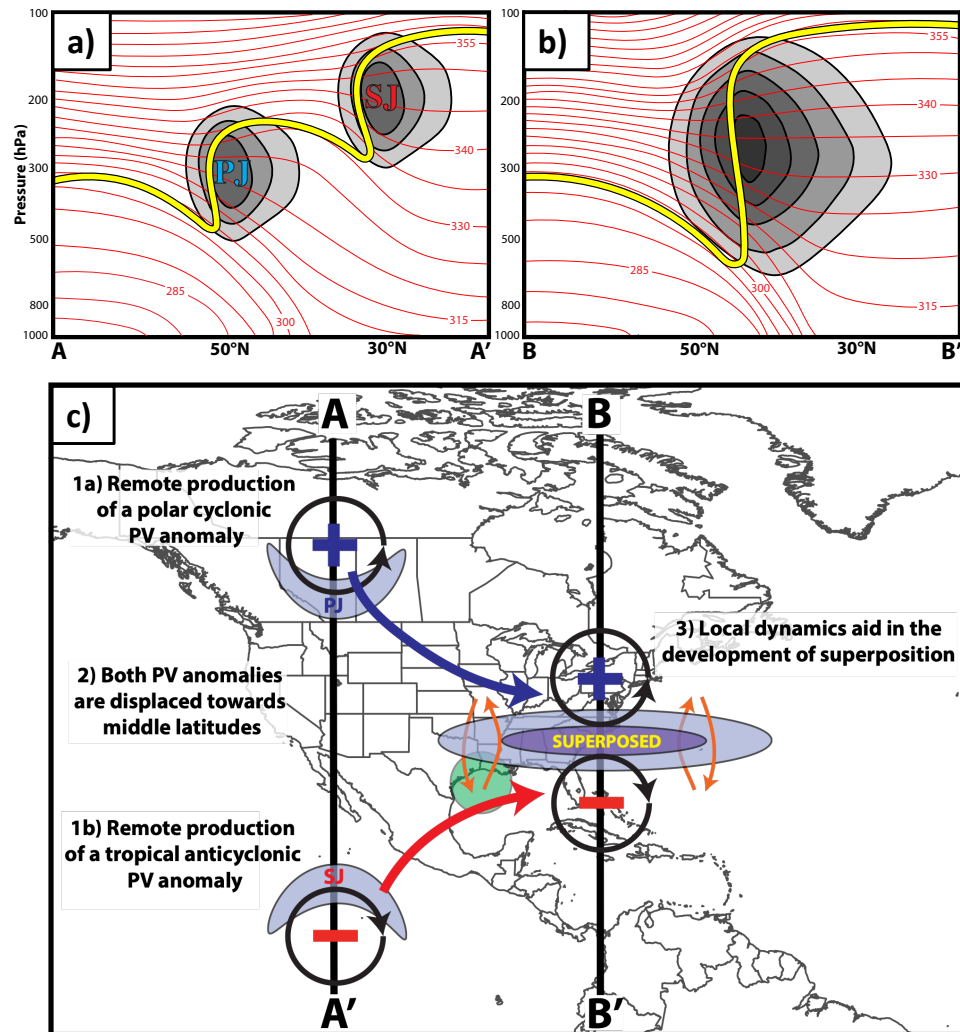 a)
100
200
300
500
800
1000
Pressure (hPa)
355
340
330
315
300
285
SJ
PJ
A
50°N
30°N
A’
b)
100
200
300
500
800
1000
355
340
330
315
300
285
B
50°N
30°N
B’
c)
A
B
1a) Remote production
of a polar cyclonic
PV anomaly
PJ
3) Local dynamics aid in the
development of superposition
2) Both PV anomalies
are displaced towards
middle latitudes
SUPERPOSED
1b) Remote production
of a tropical anticyclonic
PV anomaly
SJ
A’
B’